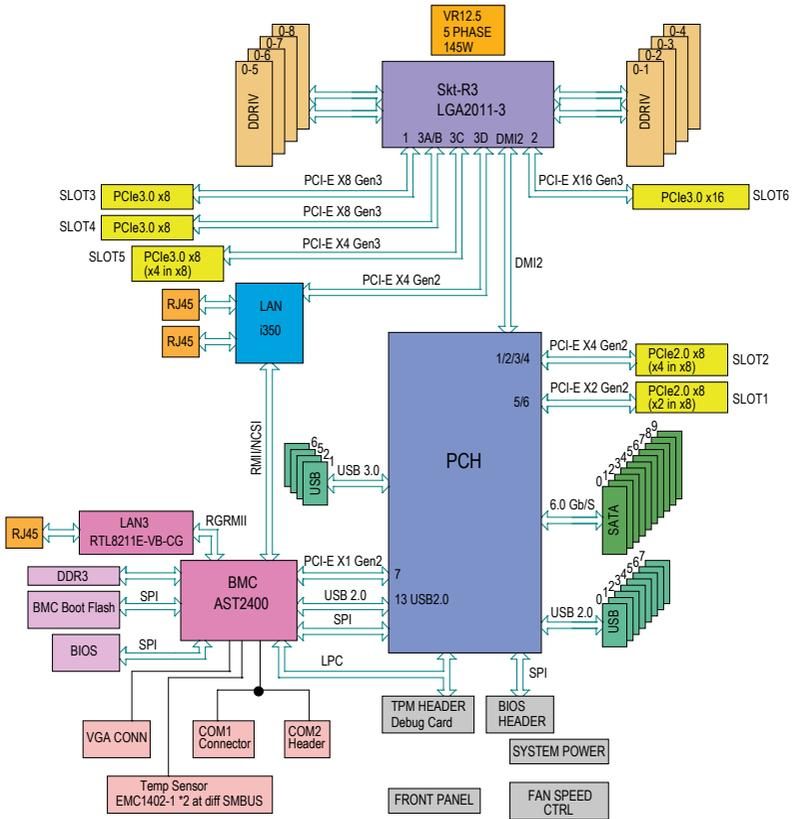 VR12.5
5 PHASE
145W
0-8
0-7
0-6
0-5
DDRIV
0-4
0-3
0-2
0-1
DDRIV
Skt-R3
LGA2011-3
1 3A/B 3C 3D DMI2 2
PCI-E X8 Gen3
PCI-E X16 Gen3
SLOT3
PCIe3.0 x8
PCIe3.0 x16
SLOT6
PCI-E X8 Gen3
SLOT4
PCIe3.0 x8
PCI-E X4 Gen3
SLOT5
PCIe3.0 x8
(x4 in x8)
DMI2
PCI-E X4 Gen2
RJ45
LAN
i350
RJ45
1/2/3/4
PCI-E X4 Gen2
PCIe2.0 x8
(x4 in x8)
SLOT2
5/6
PCI-E X2 Gen2
PCIe2.0 x8
(x2 in x8)
SLOT1
PCH
RMII/NCSI
6
5
2
1
USB
USB 3.0
6.0 Gb/S
0
1
2
3
4
5
6
7
8
9
SATA
RJ45
LAN3
RTL8211E-VB-CG
RGRMII
BMC
AST2400
PCI-E X1 Gen2
7
DDR3
USB 2.0
13 USB2.0
BMC Boot Flash
SPI
SPI
BIOS
SPI
USB 2.0
0
1
2
3
4
5
6
7
USB
LPC
SPI
TPM HEADER
Debug Card
BIOS
HEADER
VGA CONN
COM1
Connector
COM2
Header
SYSTEM POWER
Temp Sensor
EMC1402-1 *2 at diff SMBUS
FRONT PANEL
FAN SPEED
CTRL